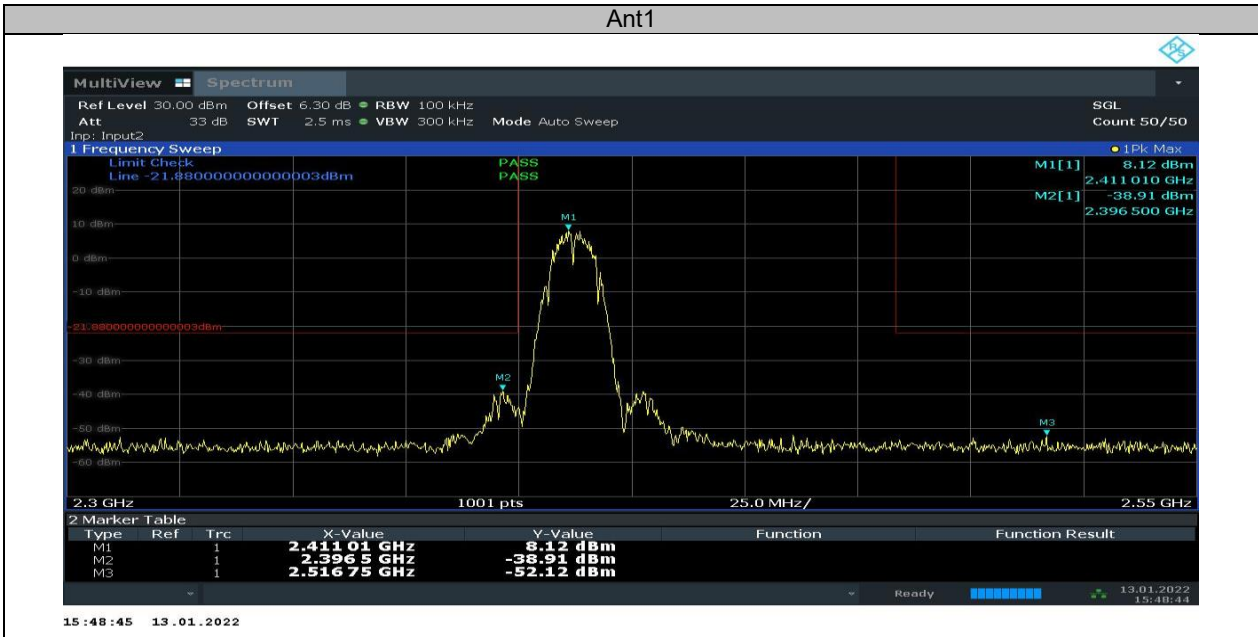 Ant1
R&S
MultiView Spectrum
Ref Level 30.00 dBm Offset 6.30 dB RBW 100 kHz SGL
Att 33 dB SWT 2.5 ms VBW 300 kHz Mode Auto Sweep Count 50/50
Inp: Input2
1 Frequency Sweep 1Pk Max
Limit Check PASS M1[1] 8.12 dBm
Line -21.880000000000003dBm PASS 2.411 010 GHz
20 dBm M2[1] -38.91 dBm
2.396 500 GHz
10 dBm M1
0 dBm
-10 dBm
-21.880000000000003dBm
-30 dBm
M2
-40 dBm
-50 dBm M3
-60 dBm
2.3 GHz 1001 pts 25.0 MHz/ 2.55 GHz
2 Marker Table
Type Ref Trc X-Value Y-Value Function Function Result
M1 1 2.411 01 GHz 8.12 dBm
M2 1 2.396 5 GHz -38.91 dBm
M3 1 2.516 75 GHz -52.12 dBm
Ready 13.01.2022
15:48:44
15:48:45 13.01.2022